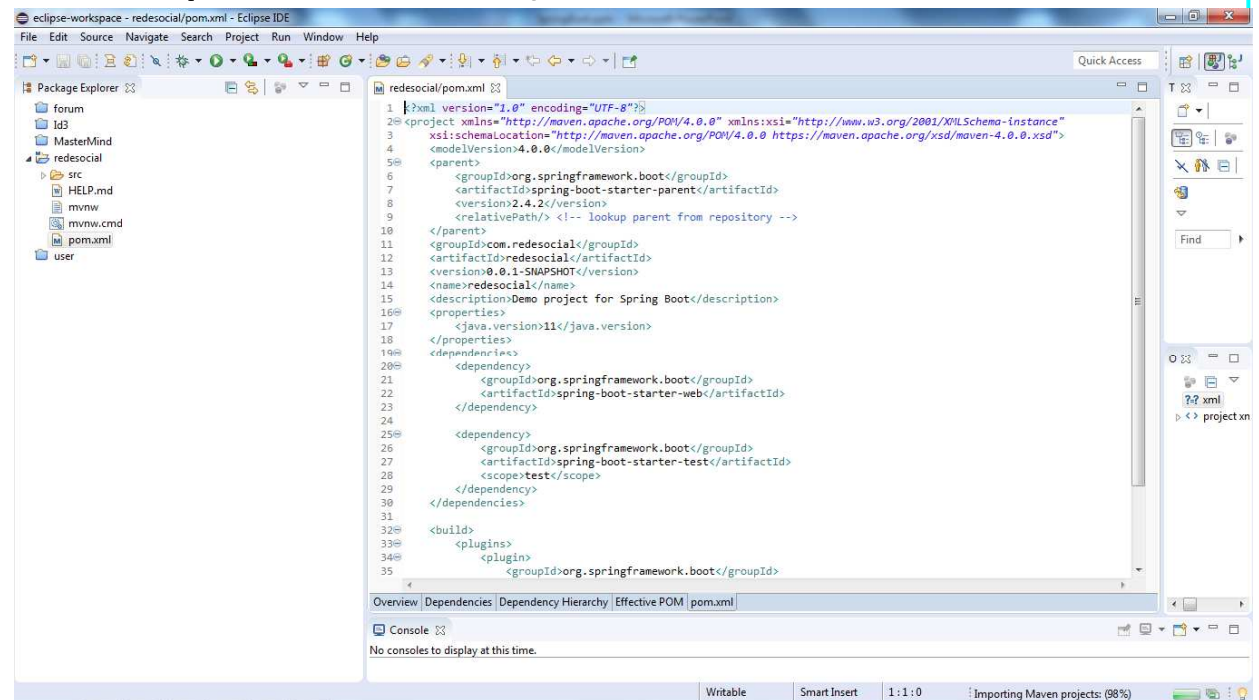 eclipse-workspace - redesocial/pom.xml - Eclipse IDE
File Edit Source Navigate Search Project Run Window Help
Quick Access
Package Explorer
forum
Id3
MasterMind
redesocial
src
HELP.md
mvnw
mvnw.cmd
pom.xml
user
redesocial/pom.xml
1 <?xml version="1.0" encoding="UTF-8"?>
2 <project xmlns="http://maven.apache.org/POM/4.0.0" xmlns:xsi="http://www.w3.org/2001/XMLSchema-instance"
3 xsi:schemaLocation="http://maven.apache.org/POM/4.0.0 https://maven.apache.org/xsd/maven-4.0.0.xsd">
4 <modelVersion>4.0.0</modelVersion>
5 <parent>
6 <groupId>org.springframework.boot</groupId>
7 <artifactId>spring-boot-starter-parent</artifactId>
8 <version>2.4.2</version>
9 <relativePath/> <!-- lookup parent from repository -->
10 </parent>
11 <groupId>com.redesocial</groupId>
12 <artifactId>redesocial</artifactId>
13 <version>0.0.1-SNAPSHOT</version>
14 <name>redesocial</name>
15 <description>Demo project for Spring Boot</description>
16 <properties>
17 <java.version>11</java.version>
18 </properties>
19 <dependencies>
20 <dependency>
21 <groupId>org.springframework.boot</groupId>
22 <artifactId>spring-boot-starter-web</artifactId>
23 </dependency>
24
25 <dependency>
26 <groupId>org.springframework.boot</groupId>
27 <artifactId>spring-boot-starter-test</artifactId>
28 <scope>test</scope>
29 </dependency>
30 </dependencies>
31
32 <build>
33 <plugins>
34 <plugin>
35 <groupId>org.springframework.boot</groupId>
Overview Dependencies Dependency Hierarchy Effective POM pom.xml
T
Find
O
?=? xml
<> project xn
Console
No consoles to display at this time.
Writable Smart Insert 1:1:0 Importing Maven projects: (98%)